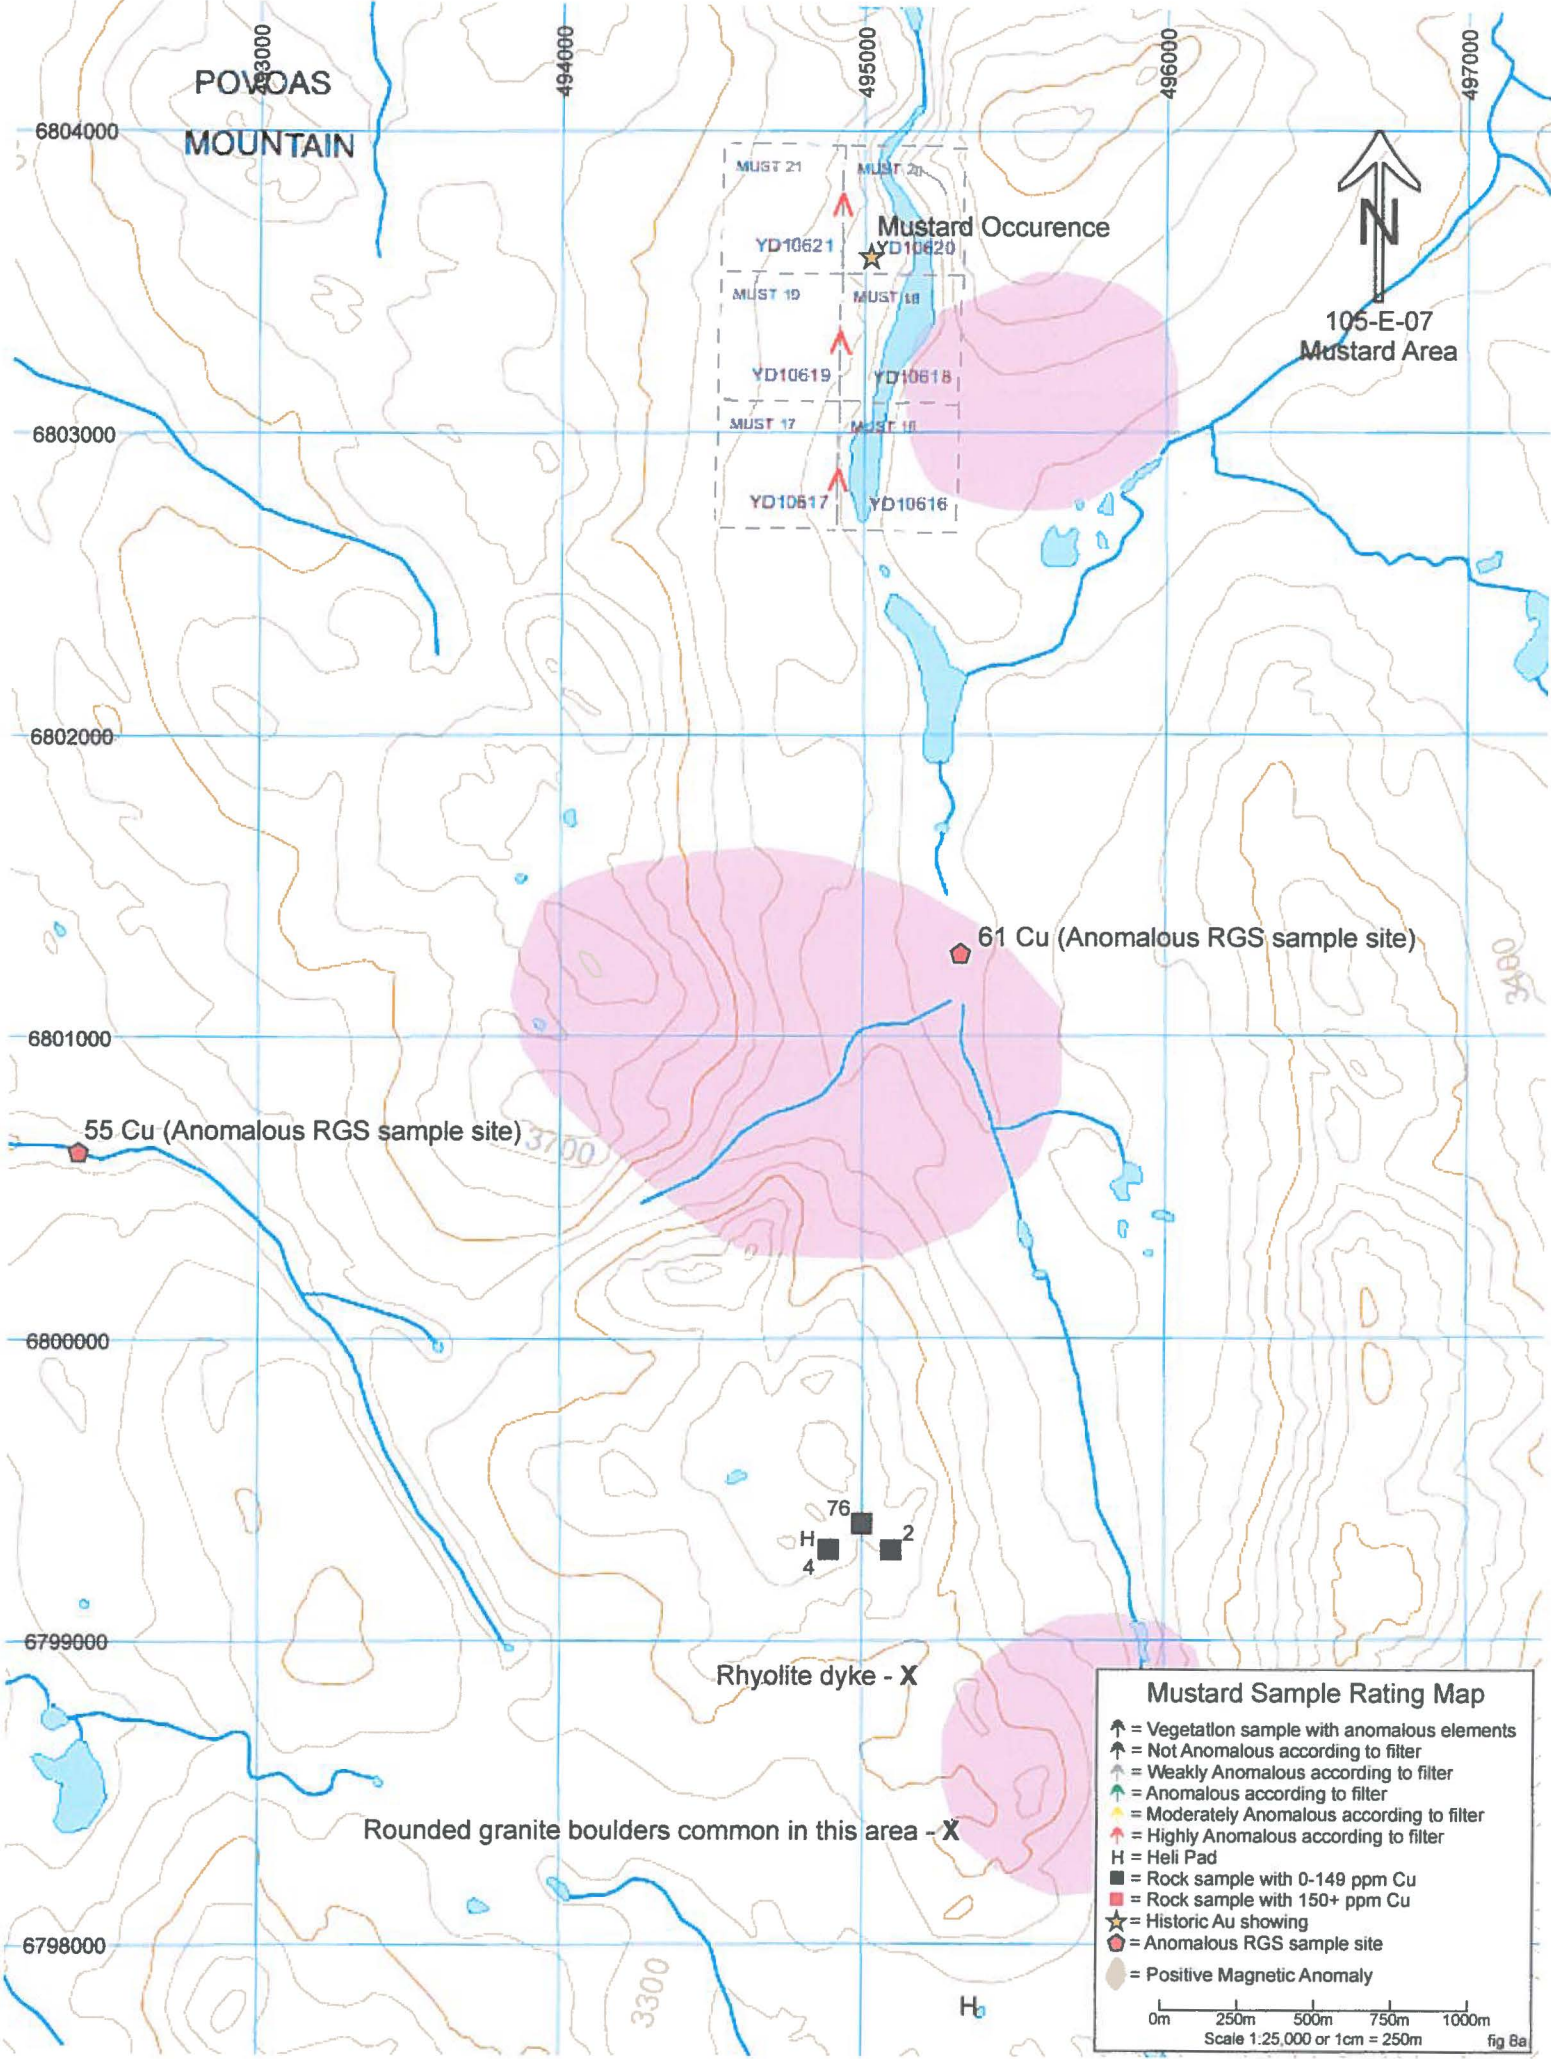 493000
494000
495000
496000
497000
POVOAS
MOUNTAIN
6804000
MUST 21
MUST 20
Mustard Occurence
YD10621
YD10620
MUST 19
MUST 18
N
105-E-07
Mustard Area
YD10619
YD10618
MUST 17
MUST 16
6803000
YD10617
YD10616
6802000
61 Cu (Anomalous RGS sample site)
3400
6801000
55 Cu (Anomalous RGS sample site)
3700
6800000
76
H
2
4
6799000
Rhyolite dyke - X
Rounded granite boulders common in this area - X
6798000
3300
H
Mustard Sample Rating Map
= Vegetation sample with anomalous elements
= Not Anomalous according to filter
= Weakly Anomalous according to filter
= Anomalous according to filter
= Moderately Anomalous according to filter
= Highly Anomalous according to filter
H = Heli Pad
= Rock sample with 0-149 ppm Cu
= Rock sample with 150+ ppm Cu
= Historic Au showing
= Anomalous RGS sample site
= Positive Magnetic Anomaly
0m 250m 500m 750m 1000m
Scale 1:25,000 or 1cm = 250m
fig 8a